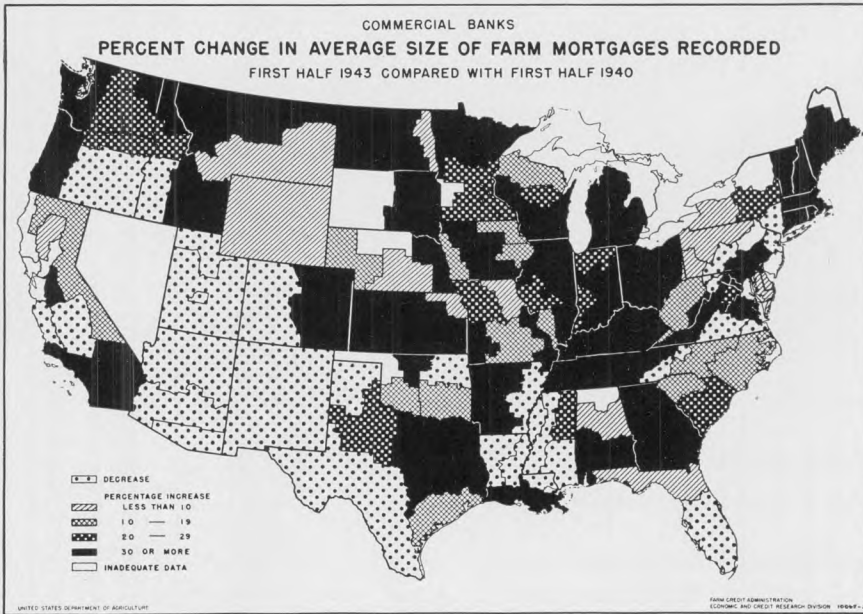 COMMERCIAL BANKS
PERCENT CHANGE IN AVERAGE SIZE OF FARM MORTGAGES RECORDED
FIRST HALF 1943 COMPARED WITH FIRST HALF 1940
DECREASE
PERCENTAGE INCREASE
LESS THAN 10
10 — 19
20 — 29
30 OR MORE
INADEQUATE DATA
UNITED STATES DEPARTMENT OF AGRICULTURE
FARM CREDIT ADMINISTRATION
ECONOMIC AND CREDIT RESEARCH DIVISION